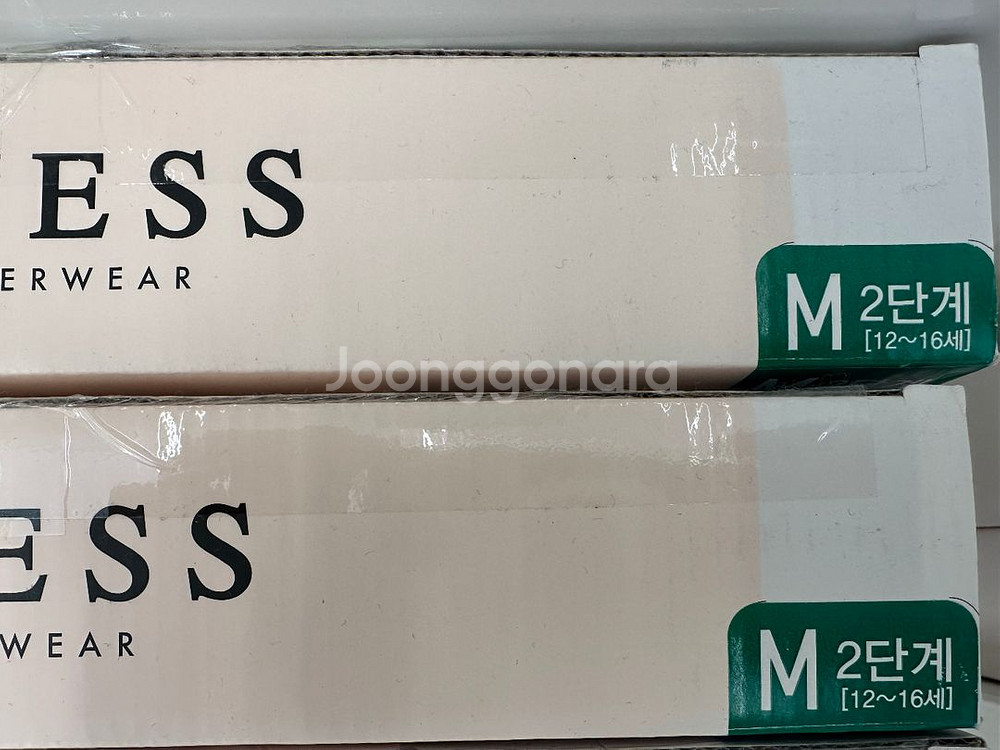 ESS
ERWEAR
M 2단계
[12~16세]
Joonggonara
ESS
WEAR
M 2단계
[12~16세]